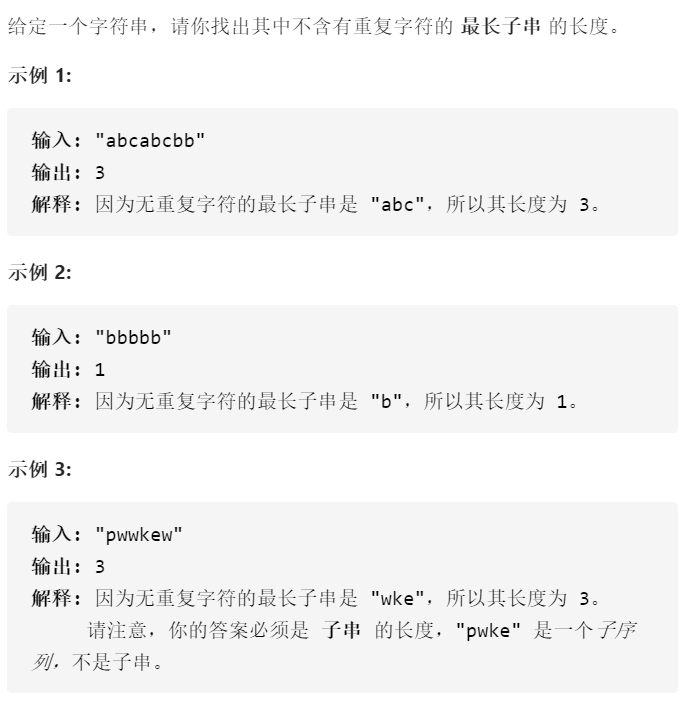 给定一个字符串，请你找出其中不含有重复字符的 最长子串 的长度。
示例 1:
输入: "abcabcbb"
输出: 3
解释: 因为无重复字符的最长子串是 "abc"，所以其长度为 3。
示例 2:
输入: "bbbbb"
输出: 1
解释: 因为无重复字符的最长子串是 "b"，所以其长度为 1。
示例 3:
输入: "pwwkew"
输出: 3
解释: 因为无重复字符的最长子串是 "wke"，所以其长度为 3。
请注意，你的答案必须是 子串 的长度，"pwke" 是一个子序
列，不是子串。